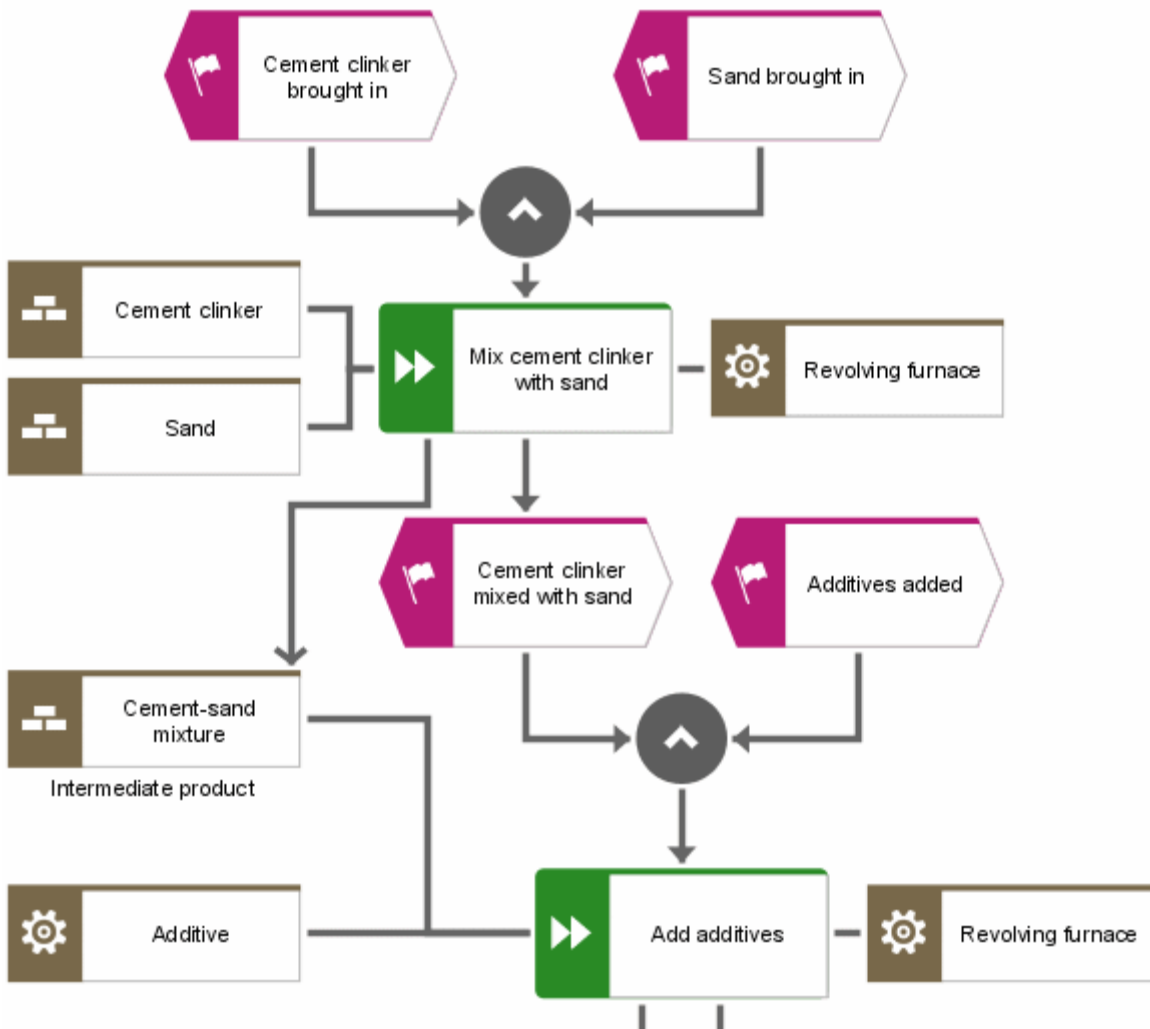 Cement clinker
brought in
Sand brought in
Cement clinker
Mix cement clinker
with sand
Revolving furnace
Sand
Cement clinker
mixed with sand
Additives added
Cement-sand
mixture
Intermediate product
Additive
Add additives
Revolving furnace